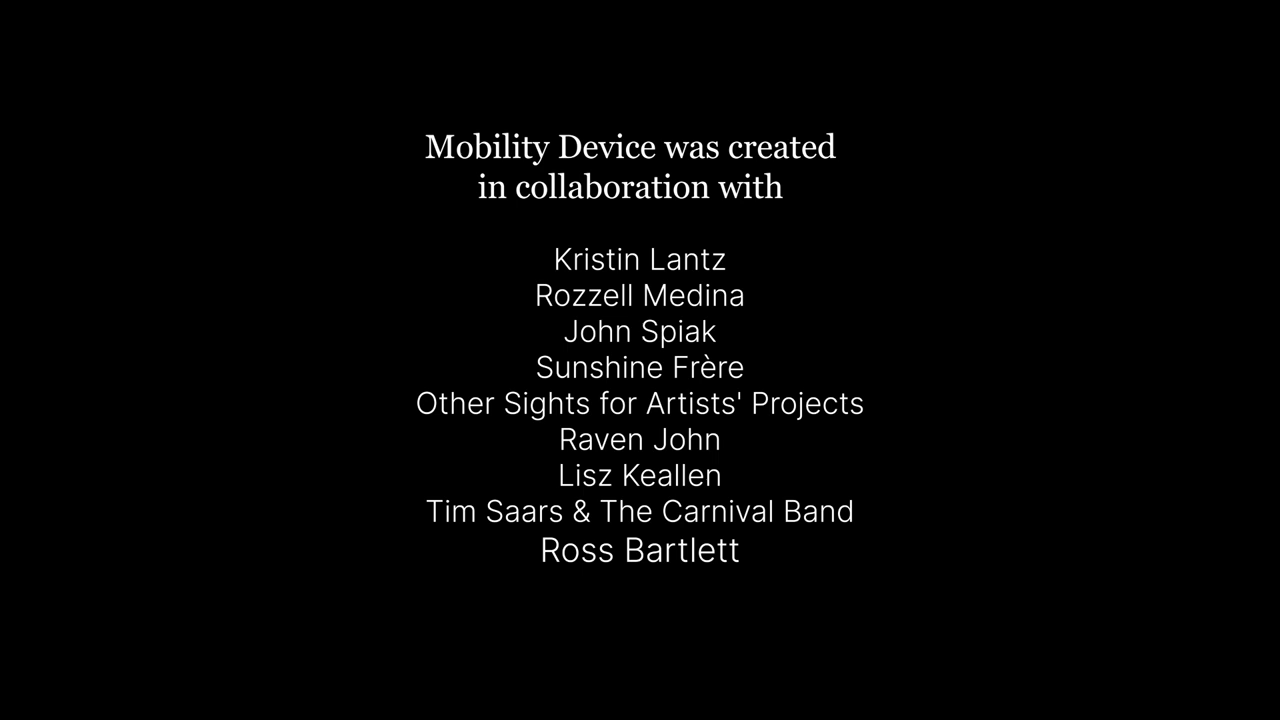 Mobility Device was created
in collaboration with
Kristin Lantz
Rozzell Medina
John Spiak
Sunshine Frère
Other Sights for Artists' Projects
Raven John
Lisz Keallen
Tim Saars & The Carnival Band
Ross Bartlett